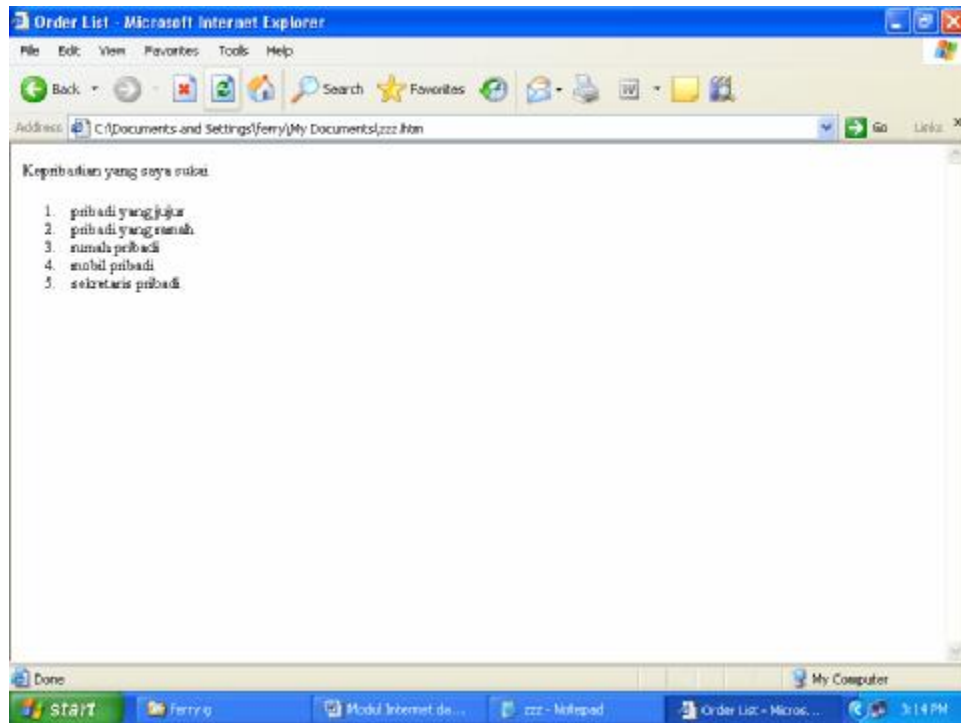 Order List - Microsoft Internet Explorer
File Edit View Favorites Tools Help
Back Search Favorites
Address C:\Documents and Settings\ferry\My Documents\zzz.htm Go Links
Kepribadian yang saya sukai
1. pribadi yang jujur
2. pribadi yang ramah
3. rumah pribadi
4. mobil pribadi
5. sekretaris pribadi
Done My Computer
start ferry g Modul Internet da... zzz - Notepad Order List - Micros... 3:14 PM